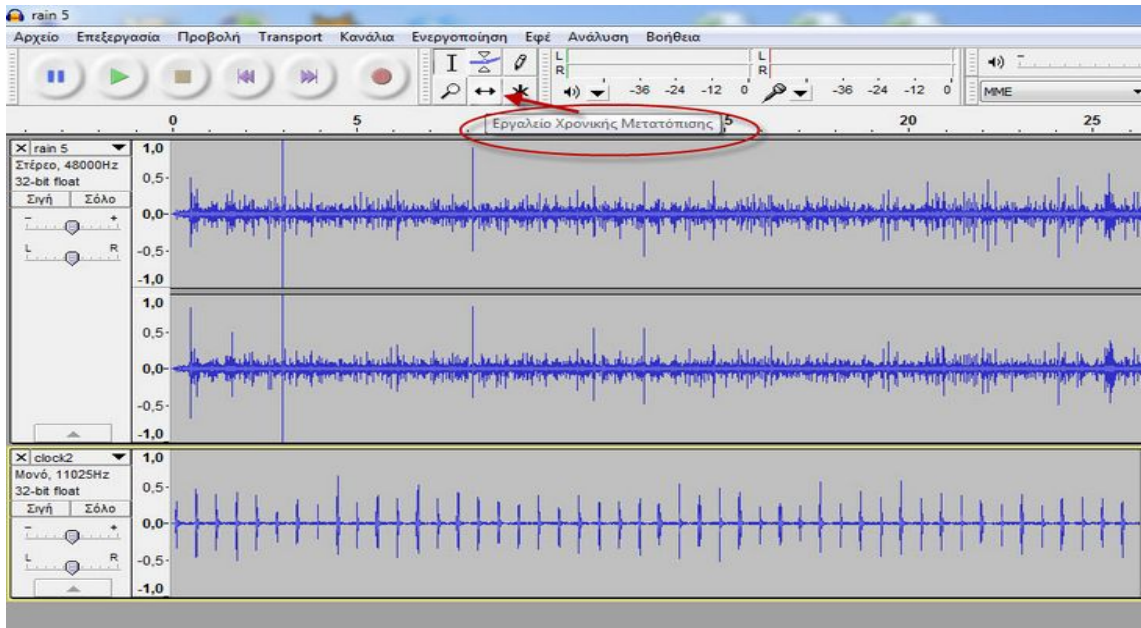 rain 5
Αρχείο Επεξεργασία Προβολή Transport Κανάλια Ενεργοποίηση Εφέ Ανάλυση Βοήθεια
L
R
-36 -24 -12 0
L
R
-36 -24 -12 0
MME
0 5 5 20 25
Εργαλείο Χρονικής Μετατόπισης
rain 5
Στέρεο, 48000Hz
32-bit float
Σιγή Σόλο
- +
L R
1,0
0,5
0,0
-0,5
-1,0
1,0
0,5
0,0
-0,5
-1,0
clock2
Μονό, 11025Hz
32-bit float
Σιγή Σόλο
- +
L R
1,0
0,5
0,0
-0,5
-1,0